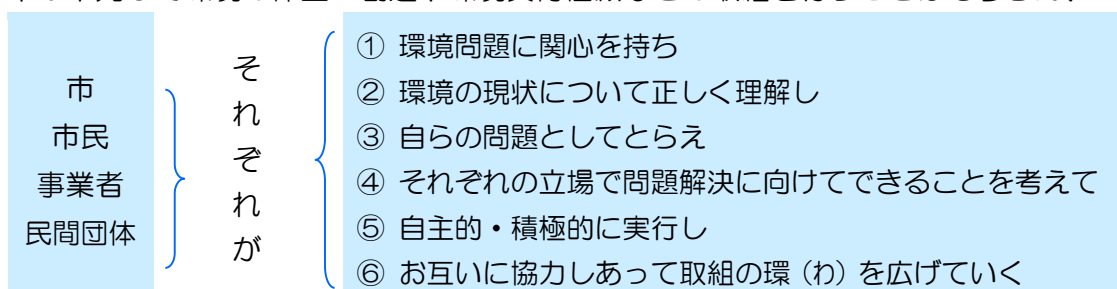 市
市民
事業者
民間団体
それぞれが
① 環境問題に関心を持ち
② 環境の現状について正しく理解し
③ 自らの問題としてとらえ
④ それぞれの立場で問題解決に向けてできることを考えて
⑤ 自主的・積極的に実行し
⑥ お互いに協力しあって取組の環（わ）を広げていく